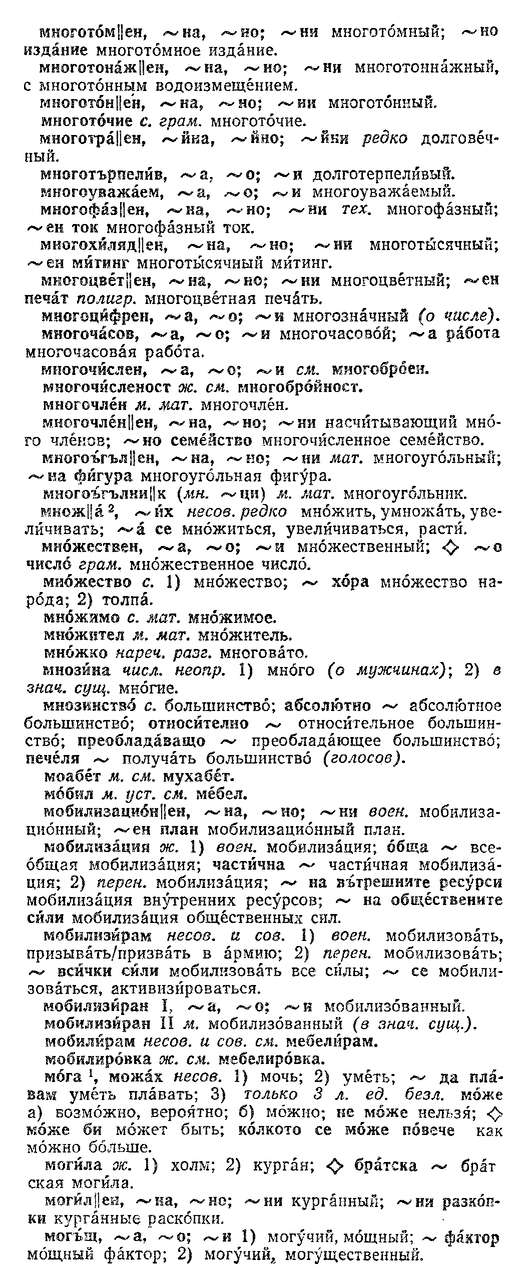 многото́м||ен, ~на, ~но; ~ни многото́мный; ~но
изда́ние многото́мное изда́ние.
многотона́ж||ен, ~на, ~но; ~ни многотонна́жный,
с многото́нным водоизмеще́нием.
многото́н||ен, ~на, ~но; ~ни многото́нный.
многото́чие с. грам. многото́чие.
многотра́||ен, ~йна, ~йно; ~йни редко долгове́ч-
ный.
многотърпели́в, ~а, ~о; ~и долготерпели́вый.
многоуважа́ем, ~а, ~о; ~и многоуважа́емый.
многофа́з||ен, ~на, ~но; ~ни тех. многофа́зный;
~ен ток многофа́зный ток.
многохи́ляд||ен, ~на, ~но; ~ни многоты́сячный;
~ен ми́тинг многоты́сячный ми́тинг.
многоцве́т||ен, ~на, ~но; ~ни многоцве́тный; ~ен
печа́т полигр. многоцве́тная печа́ть.
многоци́френ, ~а, ~о; ~и многозна́чный (о числе).
многоча́сов, ~а, ~о; ~и многочасово́й; ~а ра́бота
многочасова́я рабо́та.
многочи́слен, ~а, ~о; ~и см. многобро́ен.
многочи́сленост ж. см. многобро́йност.
многочле́н м. мат. многочле́н.
многочле́н||ен, ~на, ~но; ~ни насчи́тывающий мно́-
го чле́нов; ~но семе́йство многочи́сленное семе́йство.
многоъ́гъл||ен, ~на, ~но; ~ни мат. многоуго́льный;
~на фигу́ра многоуго́льная фигу́ра.
многоъ́гълни||к (мн. ~ци) м. мат. многоуго́льник.
множ||а́ ², ~и́х несов. редко мно́жить, умножа́ть, уве-
ли́чивать; ~а́ се мно́житься, увели́чиваться, расти́.
мно́жествен, ~а, ~о; ~и мно́жественный; ◇ ~о
число́ грам. мно́жественное число́.
мно́жество с. 1) мно́жество; ~ хо́ра мно́жество на-
ро́да; 2) толпа́.
мно́жимо с. мат. мно́жимое.
мно́жител м. мат. мно́житель.
мно́жко нареч. разг. многова́то.
мнози́на числ. неопр. 1) мно́го (о мужчинах); 2) в
знач. сущ. мно́гие.
мнозинство́ с. большинство́; абсолю́тно ~ абсолю́тное
большинство́; относи́телно ~ относи́тельное большин-
ство́; преоблада́ващо ~ преоблада́ющее большинство́;
пече́ля ~ получа́ть большинство́ (голосов).
моабе́т м. см. мухабе́т.
мо́бил м. уст. см. ме́бел.
мобилизацио́н||ен, ~на, ~но; ~ни воен. мобилиза-
цио́нный; ~ен план мобилизацио́нный план.
мобилиза́ция ж. 1) воен. мобилиза́ция; о́бща ~ все-
о́бщая мобилиза́ция; части́чна ~ части́чная мобилиза́-
ция; 2) перен. мобилиза́ция; ~ на въ́трешните ресу́рси
мобилиза́ция вну́тренних ресу́рсов; ~ на обще́ствените
си́ли мобилиза́ция обще́ственных сил.
мобилизи́рам несов. и сов. 1) воен. мобилизова́ть,
призыва́ть/призва́ть в а́рмию; 2) перен. мобилизова́ть;
~ вси́чки си́ли мобилизова́ть все си́лы; ~ се мобили-
зова́ться, активизи́роваться.
мобилизи́ран I, ~а, ~о; ~и мобилизо́ванный.
мобилизи́ран II м. мобилизо́ванный (в знач. сущ.).
мобили́рам несов. и сов. см. мебели́рам.
мобилиро́вка ж. см. мебелиро́вка.
мо́га ¹, можа́х несов. 1) мочь; 2) уме́ть; ~ да плу́-
вам уме́ть пла́вать; 3) только 3 л. ед. безл. мо́же
а) возмо́жно, вероя́тно; б) мо́жно; не мо́же нельзя́; ◇
мо́же би мо́жет быть; ко́лкото се мо́же по́вече как
мо́жно бо́льше.
моги́ла ж. 1) холм; 2) курга́н; ◇ бра́тска ~ брат
ская моги́ла.
моги́л||ен, ~на, ~но; ~ни курга́нный; ~ни разко́п-
ки курга́нные раско́пки.
могъ́щ, ~а, ~о; ~и 1) могу́чий, мо́щный; ~ фа́ктор
мо́щный фа́ктор; 2) могу́чий, могу́щественный.